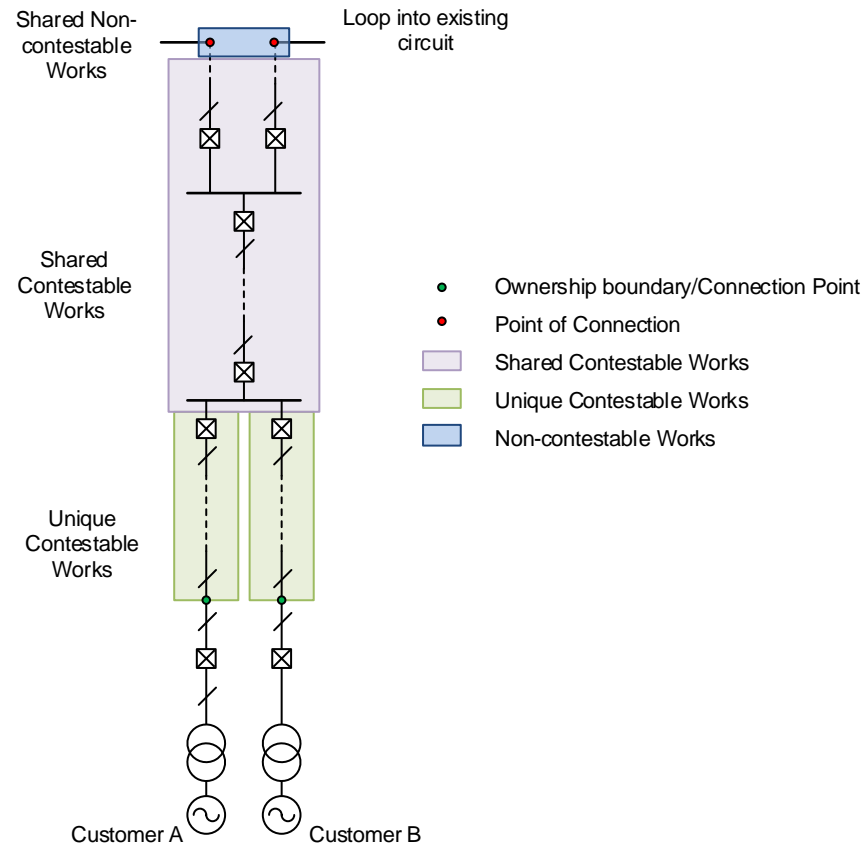 Shared Non-
contestable
Works
Loop into existing
circuit
Shared
Contestable
Works
Ownership boundary/Connection Point
Point of Connection
Shared Contestable Works
Unique Contestable Works
Non-contestable Works
Unique
Contestable
Works
Customer A
Customer B